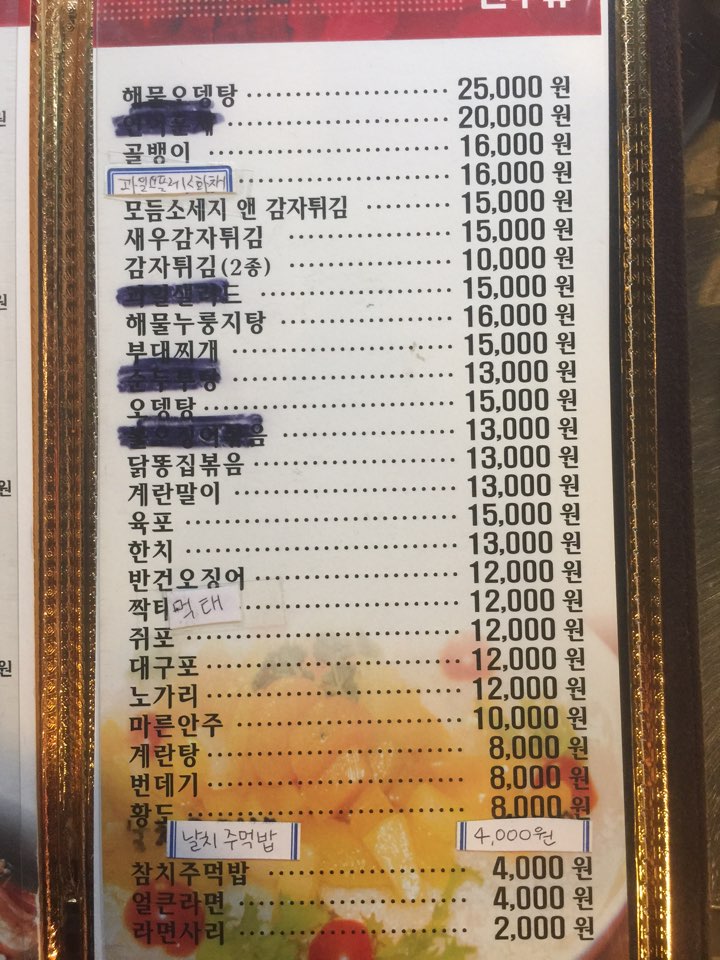 해물오뎅탕 25,000 원
20,000 원
골뱅이 16,000 원
16,000 원
모듬소세지 앤 감자튀김 15,000 원
새우감자튀김 15,000 원
감자튀김(2종) 10,000 원
15,000 원
해물누룽지탕 16,000 원
부대찌개 15,000 원
13,000 원
오뎅탕 15,000 원
13,000 원
닭똥집볶음 13,000 원
계란말이 13,000 원
육포 15,000 원
한치 13,000 원
반건오징어 12,000 원
짝태 먹태 12,000 원
쥐포 12,000 원
대구포 12,000 원
노가리 12,000 원
마른안주 10,000 원
계란탕 8,000 원
번데기 8,000 원
황도 8,000 원
날치 주먹밥 4,000원
참치주먹밥 4,000 원
얼큰라면 4,000 원
라면사리 2,000 원